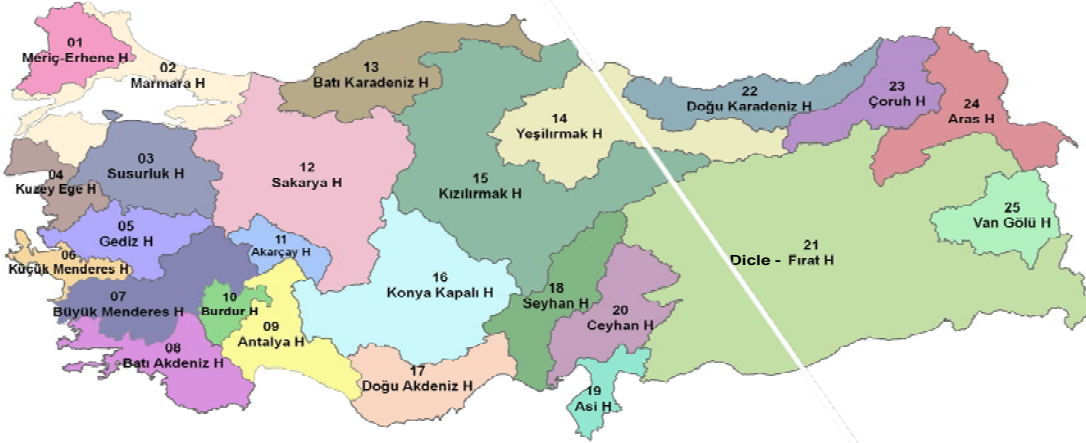 01
Meriç-Erhene H
02
Marmara H
03
Susurluk H
04
Kuzey Ege H
05
Gediz H
06
Küçük Menderes H
07
Büyük Menderes H
08
Batı Akdeniz H
09
Antalya H
10
Burdur H
11
Akarçay H
12
Sakarya H
13
Batı Karadeniz H
14
Yeşilırmak H
15
Kızılırmak H
16
Konya Kapalı H
17
Doğu Akdeniz H
18
Seyhan H
19
Asi H
20
Ceyhan H
21
Dicle - Fırat H
22
Doğu Karadeniz H
23
Çoruh H
24
Aras H
25
Van Gölü H